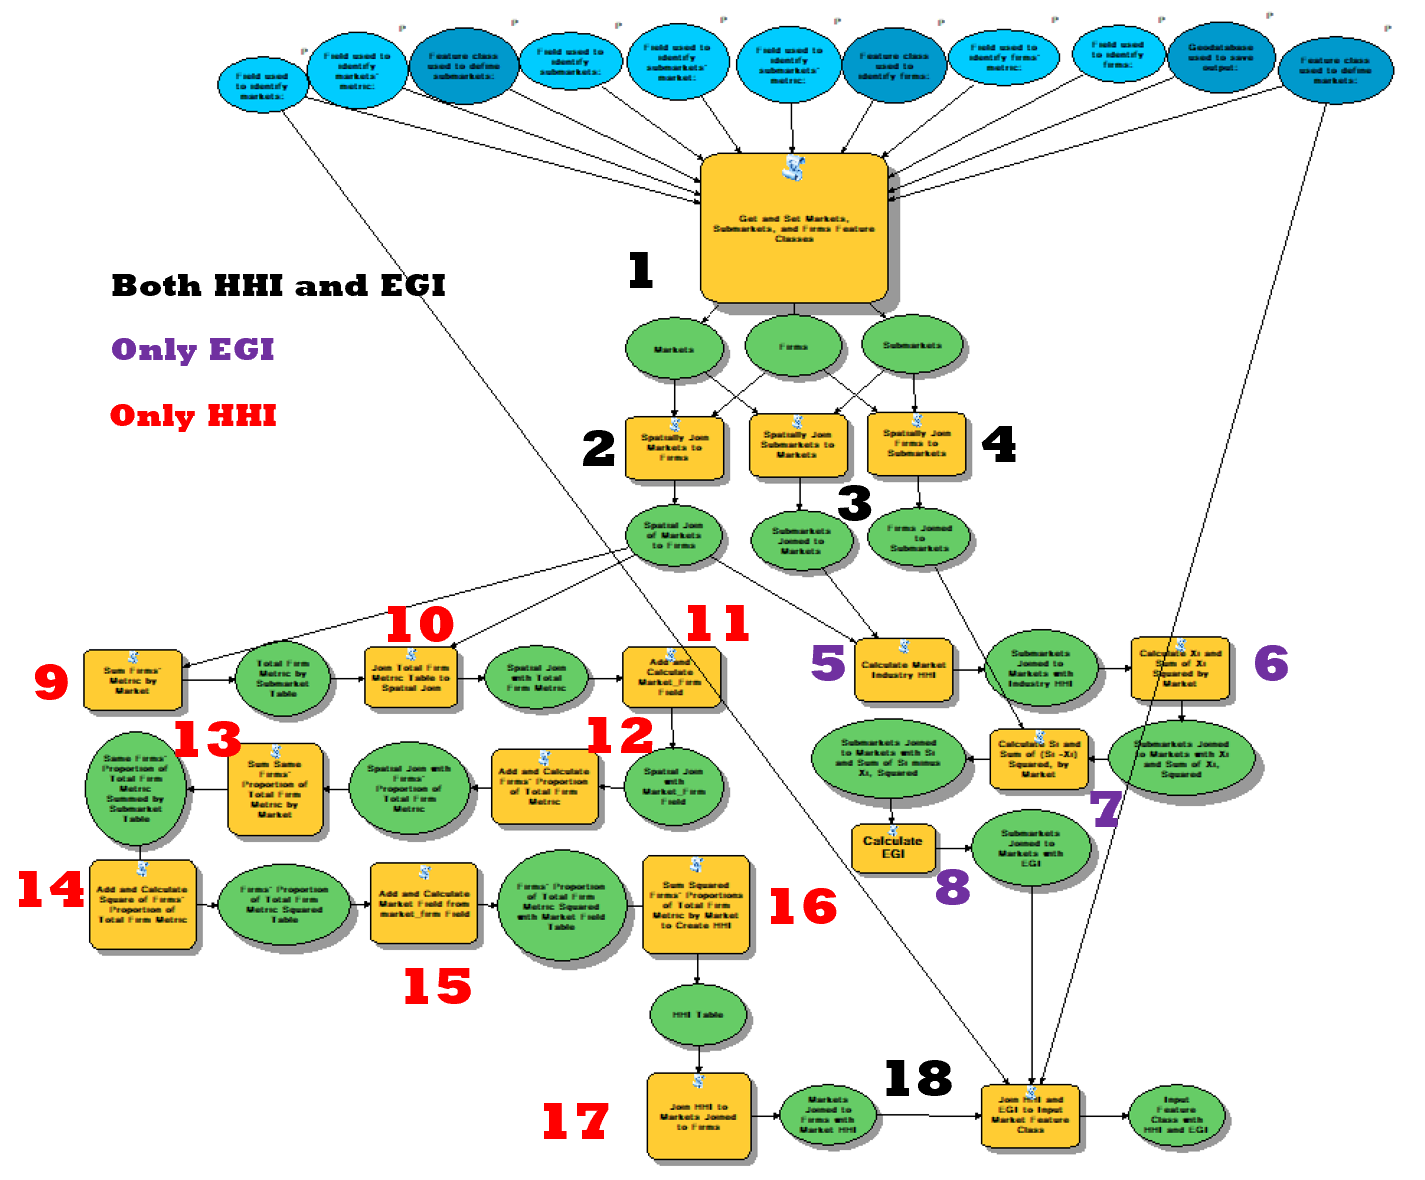 P
P
P
P
P
P
P
P
P
P
P
Field used
to identify
markets:
Field used to
identify
markets'
metric:
Feature class
used to define
submarkets:
Field used to
identify
submarkets:
Field used to
identify
submarkets'
market:
Field used to
identify
submarkets'
metric:
Feature class
used to
identify firms:
Field used to
identify firms'
metric:
Field used
to identify
firms:
Geodatabase
used to save
output:
Feature class
used to define
markets:
Get and Set Markets,
Submarkets, and Firms Feature
Classes
1
Both HHI and EGI
Only EGI
Only HHI
Markets
Firms
Submarkets
2
Spatially Join
Markets to
Firms
Spatially Join
Submarkets to
Markets
Spatially Join
Firms to
Submarkets
4
3
Spatial Join
of Markets
to Firms
Submarkets
Joined to
Markets
Firms Joined
to
Submarkets
9
Sum Firms'
Metric by
Market
Total Firm
Metric by
Submarket
Table
10
Join Total Firm
Metric Table to
Spatial Join
Spatial Join
with Total
Firm Metric
11
Add and
Calculate
Market_Firm
Field
5
Calculate Market
Industry HHI
Submarkets
Joined to
Markets with
Industry HHI
Calculate Xi and
Sum of Xi
Squared by
Market
6
Same Firms'
Proportion of
Total Firm
Metric
Summed by
Submarket
Table
13
Sum Same
Firms'
Proportion of
Total Firm
Metric by
Market
Spatial Join with
Firms'
Proportion of
Total Firm
Metric
12
Add and Calculate
Firms' Proportion
of Total Firm
Metric
Spatial Join
with
Market_Firm
Field
Submarkets Joined
to Markets with Si
and Sum of Si minus
Xi, Squared
Calculate Si and
Sum of (Si -Xi)
Squared, by
Market
7
Submarkets Joined
to Markets with Xi,
and Sum of Xi,
Squared
Calculate
EGI
8
Submarkets
Joined to
Markets with
EGI
14
Add and Calculate
Square of Firms'
Proportion of
Total Firm Metric
Firms' Proportion
of Total Firm
Metric Squared
Table
Add and Calculate
Market Field from
market_firm Field
15
Firms' Proportion
of Total Firm
Metric Squared
with Market Field
Table
Sum Squared
Firms' Proportions
of Total Firm
Metric by Market
to Create HHI
16
HHI Table
17
Join HHI to
Markets Joined
to Firms
Markets
Joined to
Firms with
Market HHI
18
Join HHI and
EGI to Input
Market Feature
Class
Input
Feature
Class with
HHI and EGI